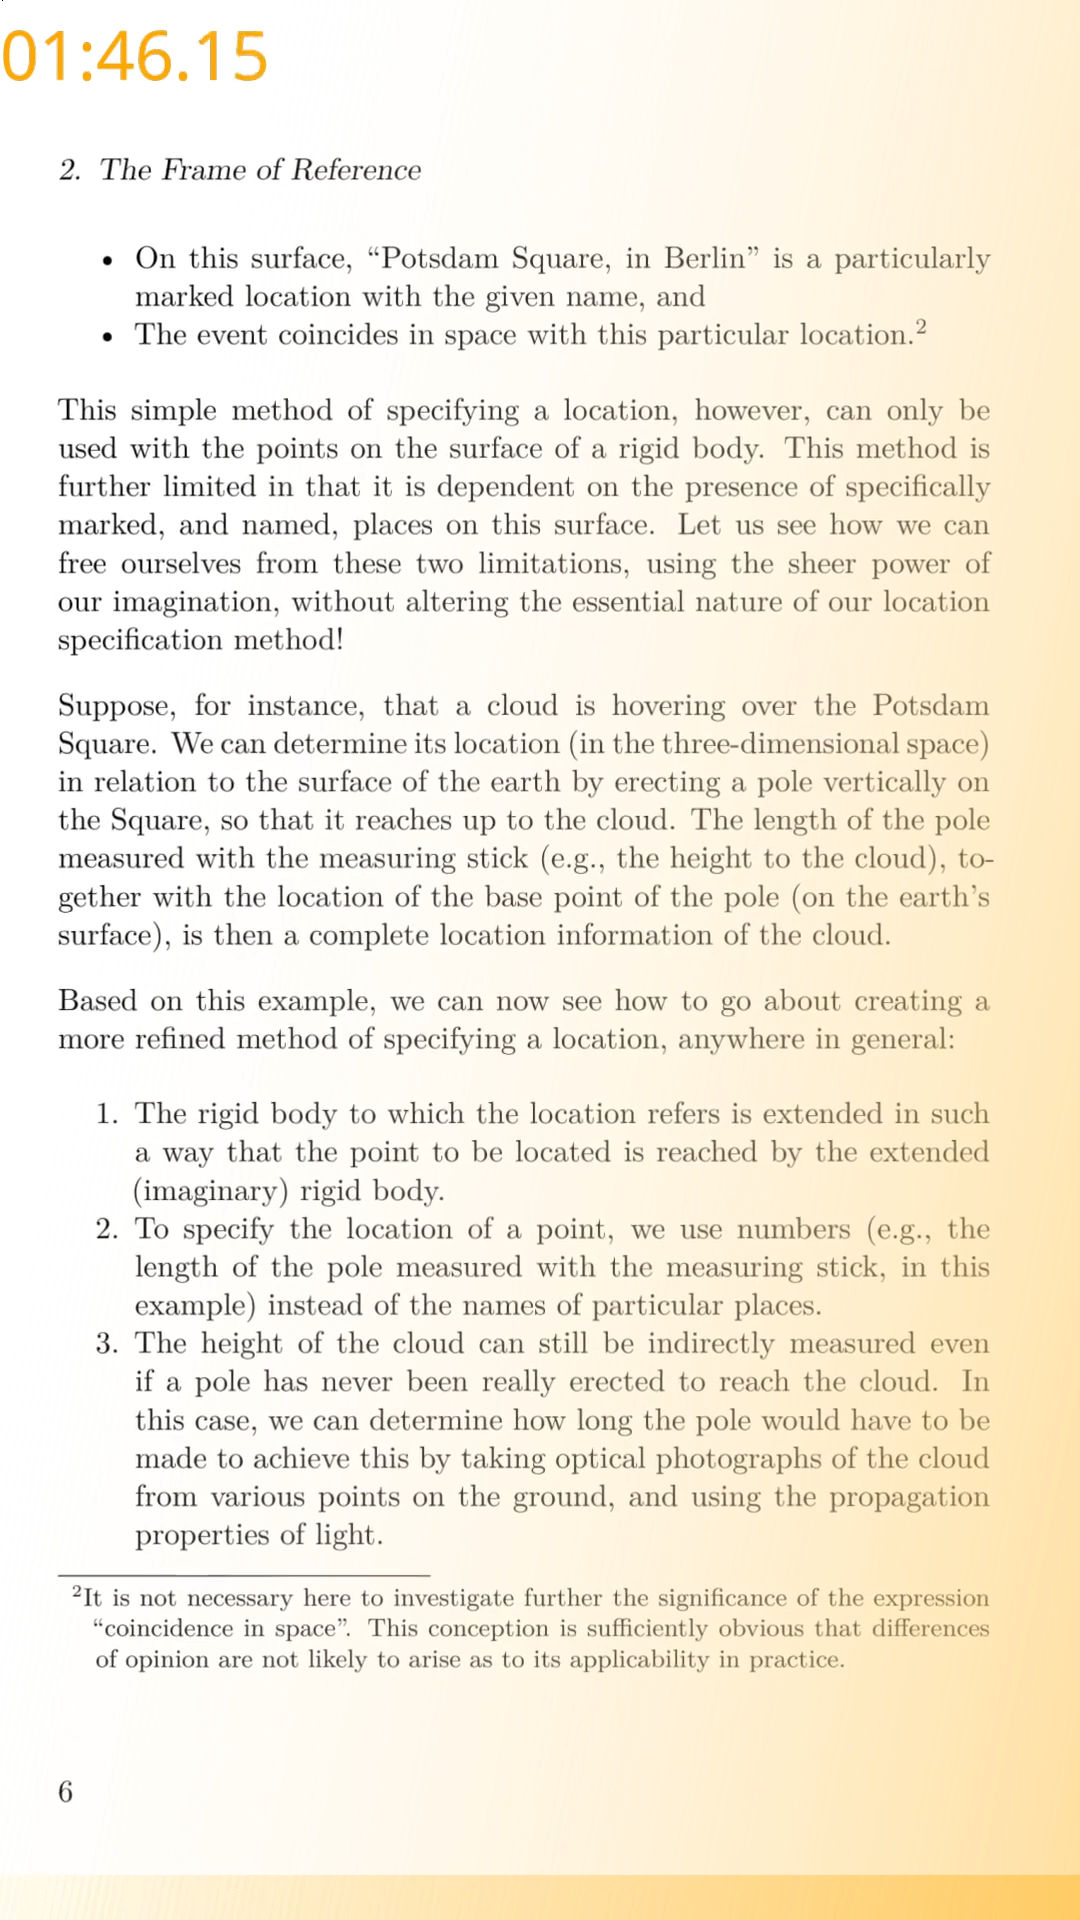 01:46.15
2. The Frame of Reference
• On this surface, “Potsdam Square, in Berlin” is a particularly
marked location with the given name, and
• The event coincides in space with this particular location.²
This simple method of specifying a location, however, can only be
used with the points on the surface of a rigid body. This method is
further limited in that it is dependent on the presence of specifically
marked, and named, places on this surface. Let us see how we can
free ourselves from these two limitations, using the sheer power of
our imagination, without altering the essential nature of our location
specification method!
Suppose, for instance, that a cloud is hovering over the Potsdam
Square. We can determine its location (in the three-dimensional space)
in relation to the surface of the earth by erecting a pole vertically on
the Square, so that it reaches up to the cloud. The length of the pole
measured with the measuring stick (e.g., the height to the cloud), to-
gether with the location of the base point of the pole (on the earth’s
surface), is then a complete location information of the cloud.
Based on this example, we can now see how to go about creating a
more refined method of specifying a location, anywhere in general:
1. The rigid body to which the location refers is extended in such
a way that the point to be located is reached by the extended
(imaginary) rigid body.
2. To specify the location of a point, we use numbers (e.g., the
length of the pole measured with the measuring stick, in this
example) instead of the names of particular places.
3. The height of the cloud can still be indirectly measured even
if a pole has never been really erected to reach the cloud. In
this case, we can determine how long the pole would have to be
made to achieve this by taking optical photographs of the cloud
from various points on the ground, and using the propagation
properties of light.
²It is not necessary here to investigate further the significance of the expression
“coincidence in space”. This conception is sufficiently obvious that differences
of opinion are not likely to arise as to its applicability in practice.
6